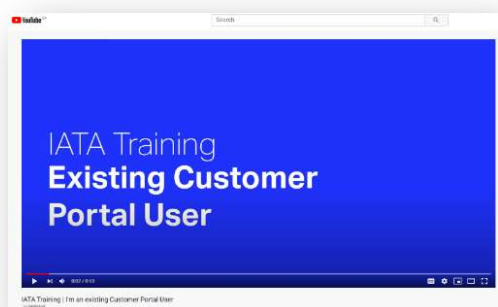 YouTube
Search
IATA Training
Existing Customer
Portal User
IATA Training | I'm an existing Customer Portal User